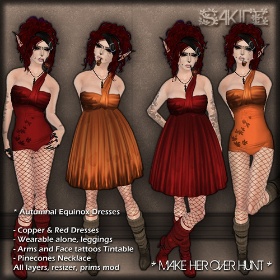 S4KIE
* Autumnal Equinox Dresses
- Copper & Red Dresses
- Wearable alone, leggings
- Arms and Face tattoos Tintable
- Pinecones Necklace
All layers, resizer, prims mod
* MAKE HER OVER HUNT *